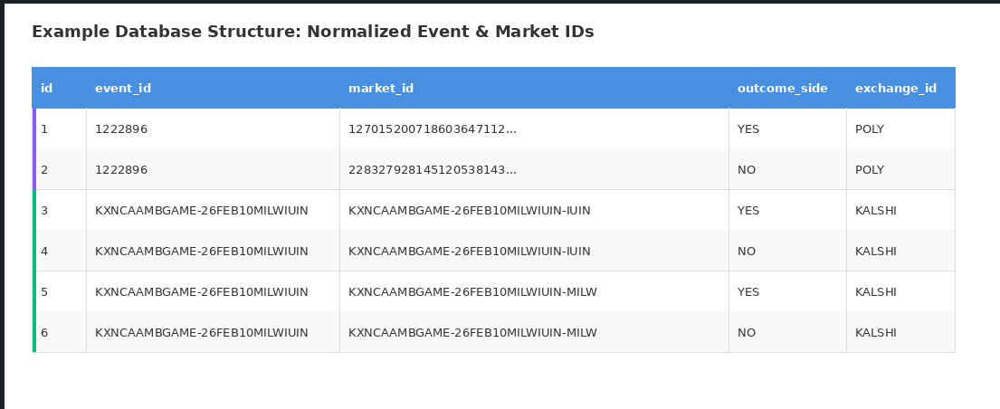 Example Database Structure: Normalized Event & Market IDs
id event_id market_id outcome_side exchange_id
1 1222896 127015200718603647112... YES POLY
2 1222896 228327928145120538143... NO POLY
3 KXNCAAMBGAME-26FEB10MILWIUIN KXNCAAMBGAME-26FEB10MILWIUIN-IUIN YES KALSHI
4 KXNCAAMBGAME-26FEB10MILWIUIN KXNCAAMBGAME-26FEB10MILWIUIN-IUIN NO KALSHI
5 KXNCAAMBGAME-26FEB10MILWIUIN KXNCAAMBGAME-26FEB10MILWIUIN-MILW YES KALSHI
6 KXNCAAMBGAME-26FEB10MILWIUIN KXNCAAMBGAME-26FEB10MILWIUIN-MILW NO KALSHI